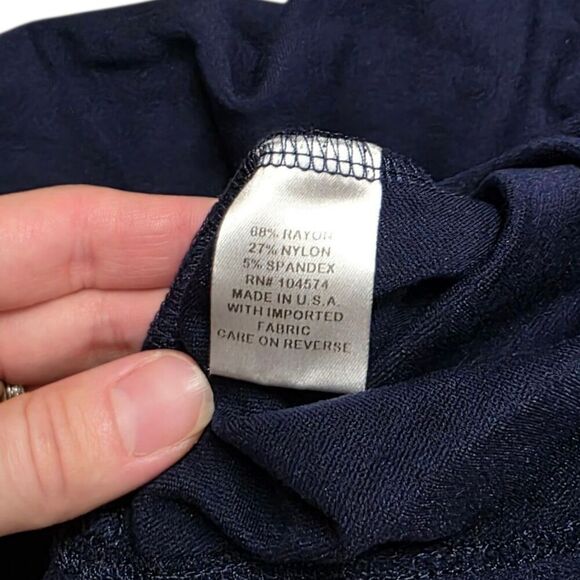 68% RAYON
27% NYLON
5% SPANDEX
RN# 104574
MADE IN U.S.A.
WITH IMPORTED
FABRIC
CARE ON REVERSE